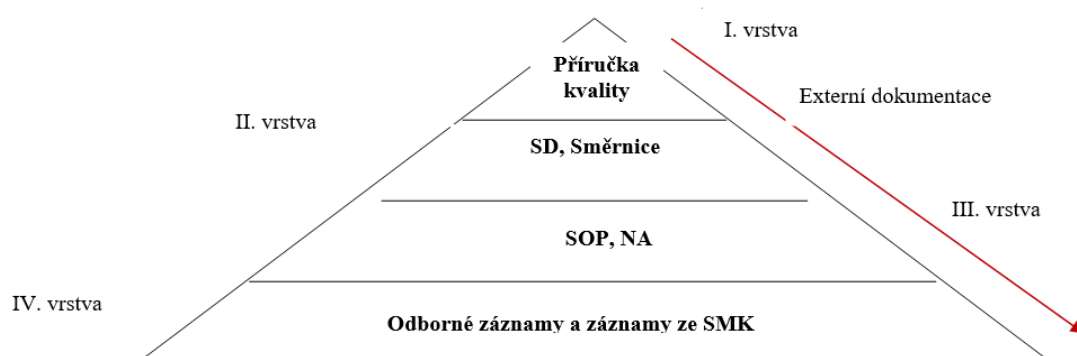 I. vrstva
Příručka
kvality
Externí dokumentace
II. vrstva
SD, Směrnice
III. vrstva
SOP, NA
IV. vrstva
Odborné záznamy a záznamy ze SMK